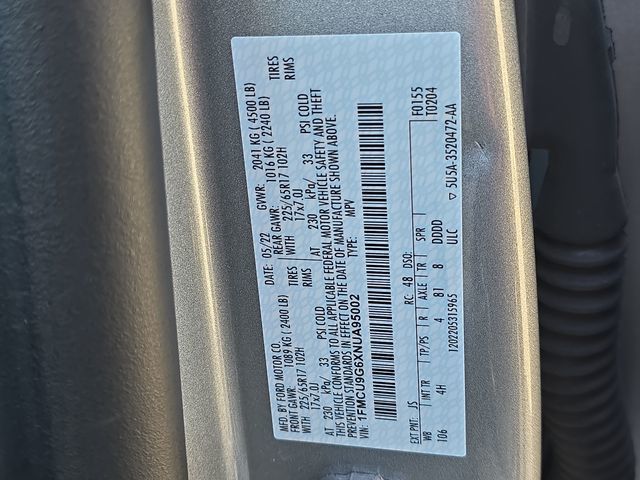 MFD. BY FORD MOTOR CO.
DATE: 05/22 GVWR: 2041 KG ( 4500 LB)
FRONT GAWR: 1089 KG (2400 LB) REAR GAWR: 1016 KG ( 2240 LB)
WITH 225/65R17 102H TIRES WITH 225/65R17 102H TIRES
17x7.0J RIMS 17x7.0J RIMS
AT 230 kPa/ 33 PSI COLD AT 230 kPa/ 33 PSI COLD
THIS VEHICLE CONFORMS TO ALL APPLICABLE FEDERAL MOTOR VEHICLE SAFETY AND THEFT
PREVENTION STANDARDS IN EFFECT ON THE DATE OF MANUFACTURE SHOWN ABOVE.
VIN: 1FMCU9G6XNUA95002 TYPE: MPV
F0155
T0204
EXT PNT: JS RC: 48 DSO:
WB INT TR TP/PS R AXLE TR SPR
106 4H 4 81 8 DDDD
1202205315965 ULC ▽ 5U5A-3520472-AA